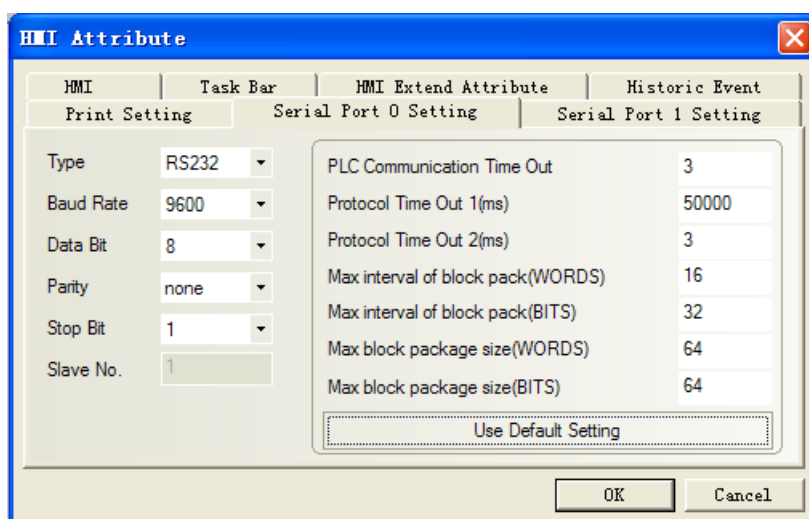 HMI Attribute
HMI Task Bar HMI Extend Attribute Historic Event
Print Setting Serial Port 0 Setting Serial Port 1 Setting
Type RS232
Baud Rate 9600
Data Bit 8
Parity none
Stop Bit 1
Slave No. 1
PLC Communication Time Out 3
Protocol Time Out 1(ms) 50000
Protocol Time Out 2(ms) 3
Max interval of block pack(WORDS) 16
Max interval of block pack(BITS) 32
Max block package size(WORDS) 64
Max block package size(BITS) 64
Use Default Setting
OK Cancel